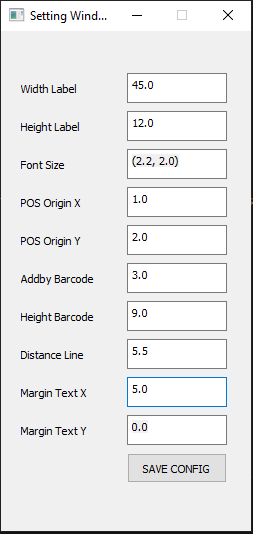 Setting Wind...
Width Label 45.0
Height Label 12.0
Font Size (2.2, 2.0)
POS Origin X 1.0
POS Origin Y 2.0
Addby Barcode 3.0
Height Barcode 9.0
Distance Line 5.5
Margin Text X 5.0
Margin Text Y 0.0
SAVE CONFIG